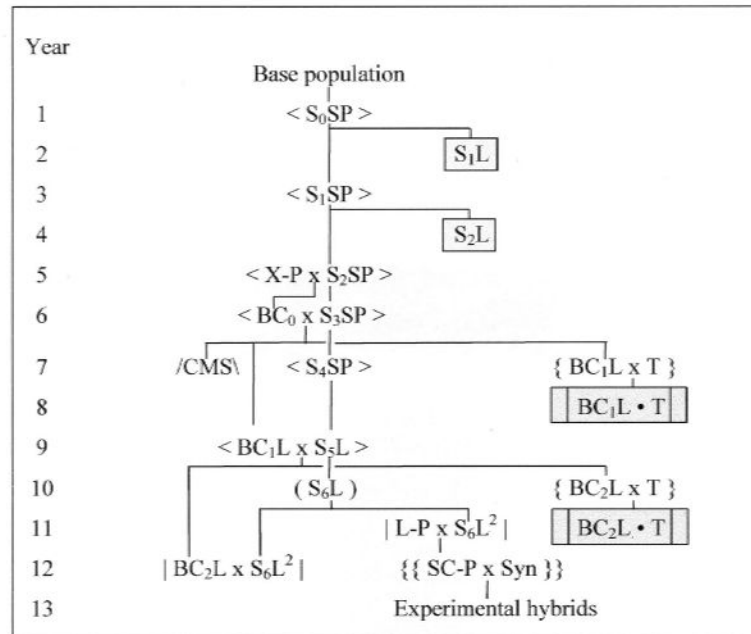 Year
Base population
1 < S₀SP >
2 S₁L
3 < S₁SP >
4 S₂L
5 < X-P x S₂SP >
6 < BC₀ x S₃SP >
7 /CMS\ < S₄SP > { BC₁L x T }
8 BC₁L • T
9 < BC₁L x S₅L >
10 ( S₆L ) { BC₂L x T }
11 | L-P x S₆L² | BC₂L • T
12 | BC₂L x S₆L² | {{ SC-P x Syn }}
13 Experimental hybrids